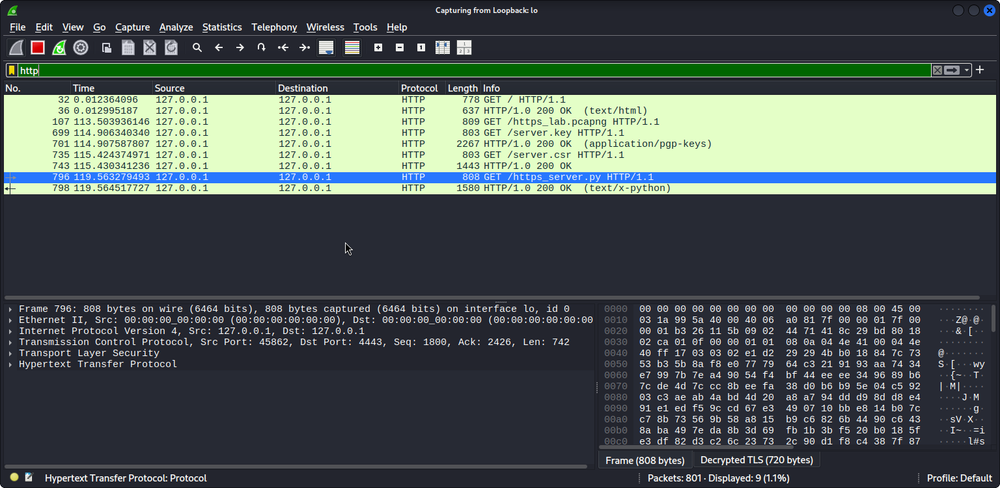 Capturing from Loopback: lo
File Edit View Go Capture Analyze Statistics Telephony Wireless Tools Help
http
No. Time Source Destination Protocol Length Info
32 0.012364096 127.0.0.1 127.0.0.1 HTTP 778 GET / HTTP/1.1
36 0.012995187 127.0.0.1 127.0.0.1 HTTP 637 HTTP/1.0 200 OK (text/html)
107 113.503936146 127.0.0.1 127.0.0.1 HTTP 809 GET /https_lab.pcapng HTTP/1.1
699 114.906340340 127.0.0.1 127.0.0.1 HTTP 803 GET /server.key HTTP/1.1
701 114.907587807 127.0.0.1 127.0.0.1 HTTP 2267 HTTP/1.0 200 OK (application/pgp-keys)
735 115.424374971 127.0.0.1 127.0.0.1 HTTP 803 GET /server.csr HTTP/1.1
743 115.430341236 127.0.0.1 127.0.0.1 HTTP 1443 HTTP/1.0 200 OK
796 119.563279493 127.0.0.1 127.0.0.1 HTTP 808 GET /https_server.py HTTP/1.1
798 119.564517727 127.0.0.1 127.0.0.1 HTTP 1580 HTTP/1.0 200 OK (text/x-python)
Frame 796: 808 bytes on wire (6464 bits), 808 bytes captured (6464 bits) on interface lo, id 0
Ethernet II, Src: 00:00:00_00:00:00 (00:00:00:00:00:00), Dst: 00:00:00_00:00:00 (00:00:00:00:00:00
Internet Protocol Version 4, Src: 127.0.0.1, Dst: 127.0.0.1
Transmission Control Protocol, Src Port: 45862, Dst Port: 4443, Seq: 1800, Ack: 2426, Len: 742
Transport Layer Security
Hypertext Transfer Protocol
0000 00 00 00 00 00 00 00 00 00 00 00 00 08 00 45 00 ········
0010 03 1a 99 5a 40 00 40 06 a0 81 7f 00 00 01 7f 00 ···Z@·@·
0020 00 01 b3 26 11 5b 09 02 44 71 41 8c 29 bd 80 18 ···&·[··
0030 02 ca 01 0f 00 00 01 01 08 0a 04 4e 41 00 04 4e ········
0040 40 ff 17 03 03 02 e1 d2 29 29 4b b0 18 84 7c 73 @·······
0050 53 b3 5b 8a f8 e0 77 79 64 c3 21 91 93 aa 74 34 S·[···wy
0060 e7 99 7b 7e a4 90 54 f4 bf 44 ee ee 34 96 89 b6 ··{~··T·
0070 7c de 4d 7c cc 8b ee fa 38 d0 b6 b9 5e 04 c5 92 |·M|····
0080 03 c3 ae ab 4a bd 4d 20 a8 a7 94 dd d9 8d d8 e4 ····J·M
0090 91 e1 ed f5 9c cd 67 e3 49 07 10 bb e8 14 b0 7c ······g·
00a0 c7 8b 73 56 9b 58 a8 15 b9 c6 82 6b 44 90 c6 43 ··sV·X··
00b0 8a ba 49 7e da 8b 3d 69 fb 1b 3b f5 20 b0 18 5f ··I~··=i
00c0 e3 df 82 d3 c2 6c 23 73 2c 90 d1 f8 c4 38 7f 87 ·····l#s
Frame (808 bytes) Decrypted TLS (720 bytes)
Hypertext Transfer Protocol: Protocol Packets: 801 · Displayed: 9 (1.1%) Profile: Default